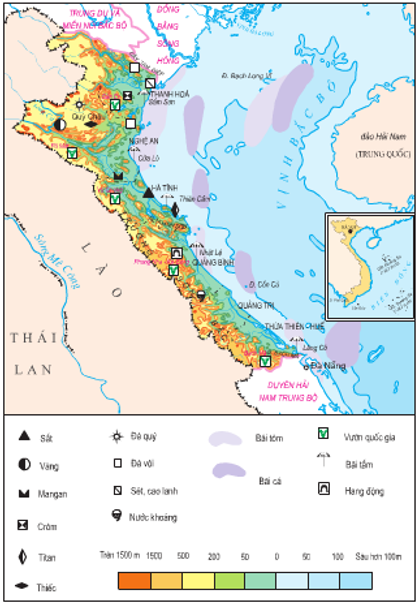 TRUNG DU VÀ
MIỀN NÚI BẮC BỘ
ĐỒNG
BẰNG
SÔNG
HỒNG
Đ. Bạch Long Vĩ
VỊNH BẮC BỘ
đảo Hải Nam
(TRUNG QUỐC)
THANH HOÁ
Sầm Sơn
Quỳ Châu
NGHỆ AN
Cửa Lò
HÀ TĨNH
Thiên Cầm
Sông Mê Công
LÀO
Nhật Lệ
QUẢNG BÌNH
Đ. Cồn Cỏ
QUẢNG TRỊ
THỪA THIÊN - HUẾ
Lăng Cô
Đà Nẵng
THÁI
LAN
DUYÊN HẢI
NAM TRUNG BỘ
BIỂN ĐÔNG
Sắt
Đá quý
Bãi tôm
Vườn quốc gia
Vàng
Đá vôi
Bãi cá
Bãi tắm
Mangan
Sét, cao lanh
Hang động
Crôm
Nước khoáng
Titan
Thiếc
Trên 1500 m 1500 500 200 50 0 50 100 Sâu hơn 100m